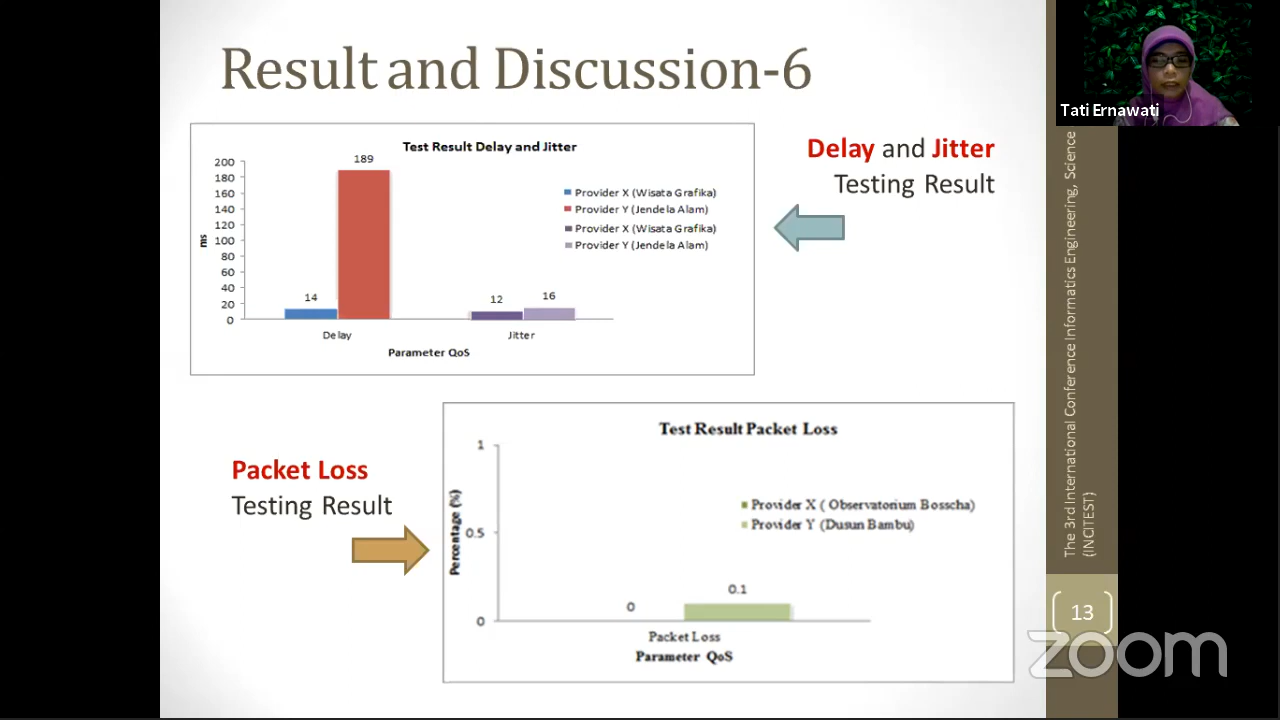 Result and Discussion-6
Tati Ernawati
Test Result Delay and Jitter
ms
200
180
160
140
120
100
80
60
40
20
0
14
189
12
16
Provider X (Wisata Grafika)
Provider Y (Jendela Alam)
Provider X (Wisata Grafika)
Provider Y (Jendela Alam)
Delay
Jitter
Parameter QoS
Delay and Jitter
Testing Result
Packet Loss
Testing Result
Test Result Packet Loss
Percentage (%)
1
0.5
0
0
0.1
Provider X ( Observatorium Bosscha)
Provider Y (Dusun Bambu)
Packet Loss
Parameter QoS
The 3rd International Conference Informatics Engineering, Science
(INCITEST)
13
zoom